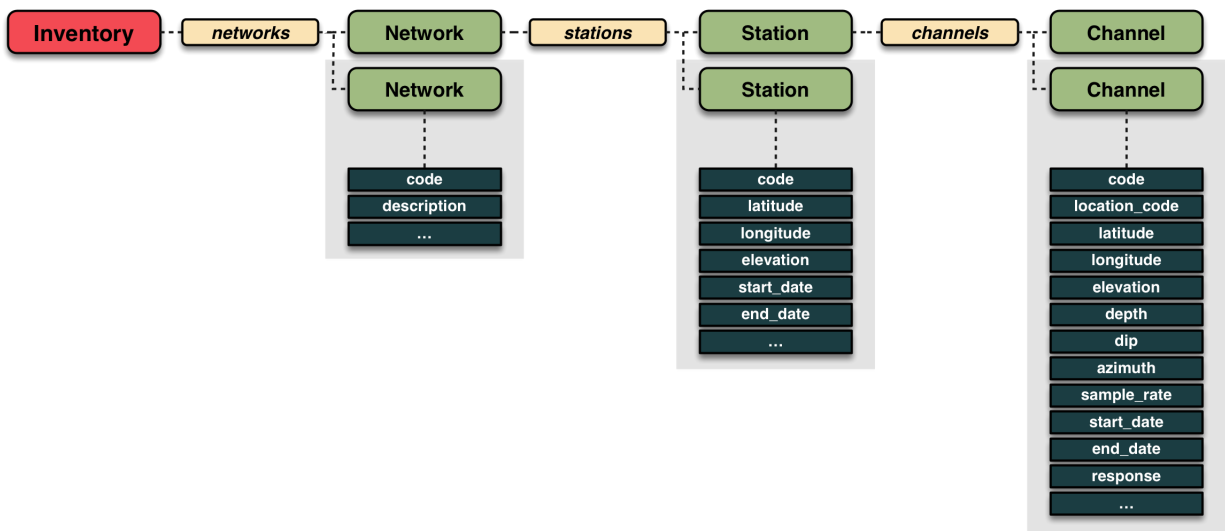 Inventory
networks
Network
stations
Station
channels
Channel
Network
Station
Channel
code
description
...
code
latitude
longitude
elevation
start_date
end_date
...
code
location_code
latitude
longitude
elevation
depth
dip
azimuth
sample_rate
start_date
end_date
response
...